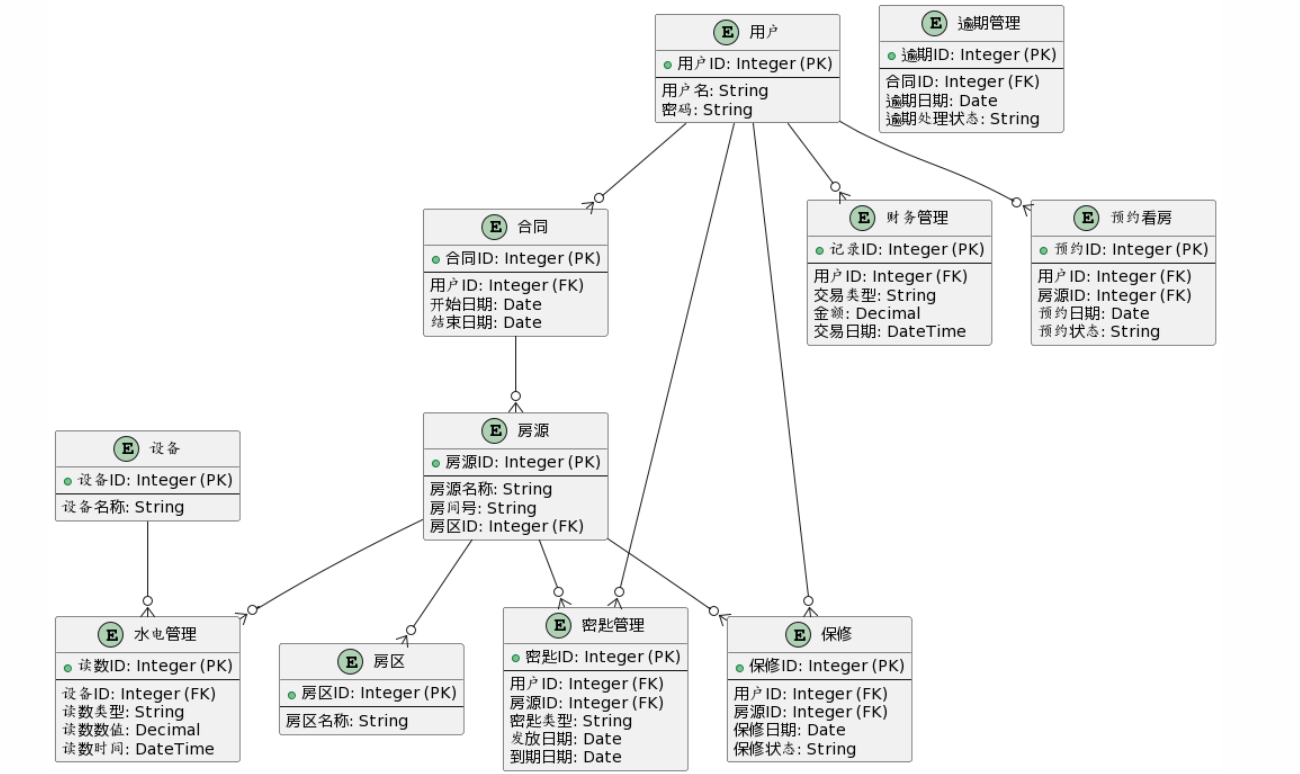 E 用户
用户ID: Integer (PK)
用户名: String
密码: String
E 逾期管理
逾期ID: Integer (PK)
合同ID: Integer (FK)
逾期日期: Date
逾期处理状态: String
E 合同
合同ID: Integer (PK)
用户ID: Integer (FK)
开始日期: Date
结束日期: Date
E 财务管理
记录ID: Integer (PK)
用户ID: Integer (FK)
交易类型: String
金额: Decimal
交易日期: DateTime
E 预约看房
预约ID: Integer (PK)
用户ID: Integer (FK)
房源ID: Integer (FK)
预约日期: Date
预约状态: String
E 设备
设备ID: Integer (PK)
设备名称: String
E 房源
房源ID: Integer (PK)
房源名称: String
房间号: String
房区ID: Integer (FK)
E 水电管理
读数ID: Integer (PK)
设备ID: Integer (FK)
读数类型: String
读数数值: Decimal
读数时间: DateTime
E 房区
房区ID: Integer (PK)
房区名称: String
E 密匙管理
密匙ID: Integer (PK)
用户ID: Integer (FK)
房源ID: Integer (FK)
密匙类型: String
发放日期: Date
到期日期: Date
E 保修
保修ID: Integer (PK)
用户ID: Integer (FK)
房源ID: Integer (FK)
保修日期: Date
保修状态: String